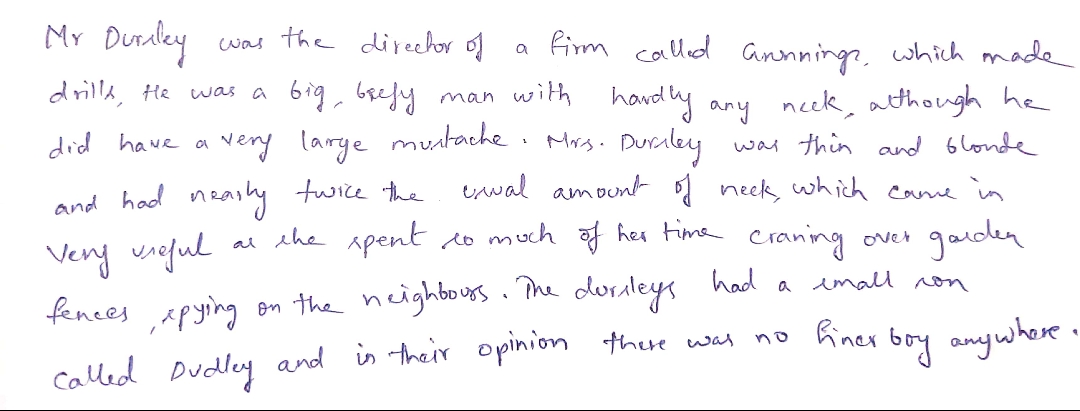 Mr Dursley was the director of a firm called Grunnings, which made
drills, He was a big, beefy man with hardly any neck, although he
did have a very large mustache. Mrs. Dursley was thin and blonde
and had nearly twice the usual amount of neck, which came in
Very useful as she spent so much of her time craning over garden
fences, spying on the neighbours. The dursleys had a small son
called Dudley and in their opinion there was no finer boy anywhere.